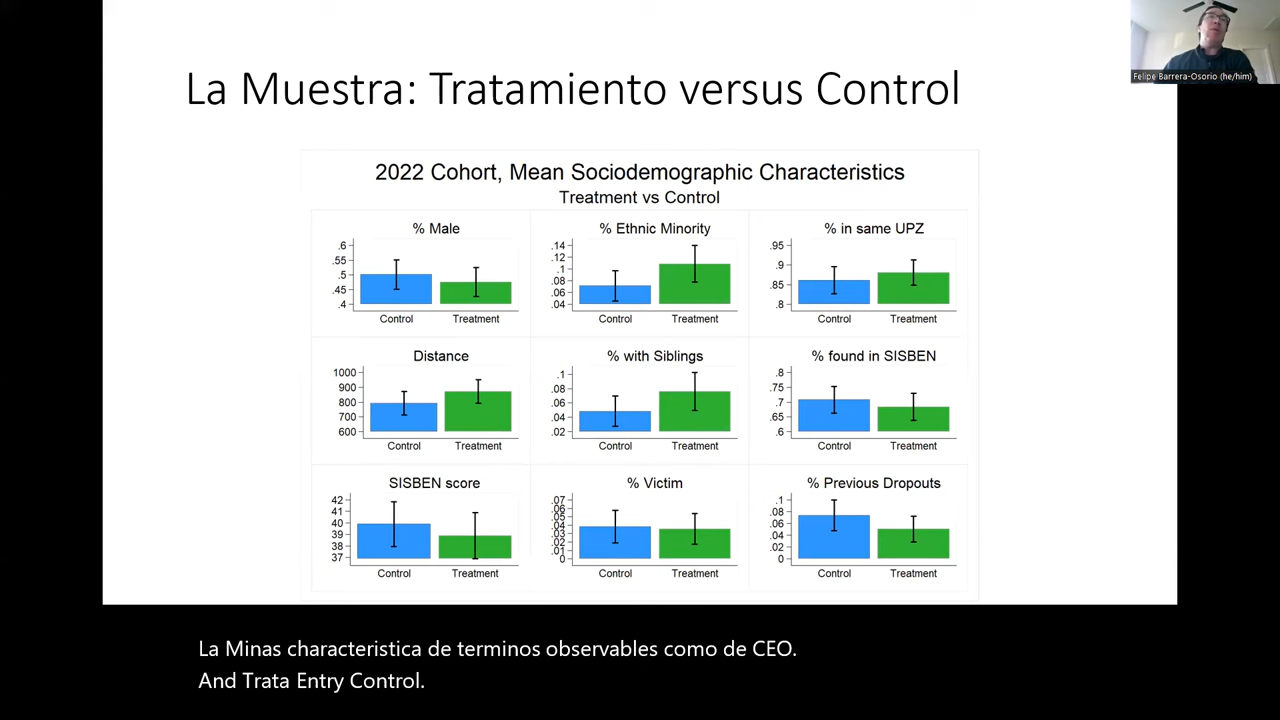 La Muestra: Tratamiento versus Control
Felipe Barrera-Osorio (he/him)
2022 Cohort, Mean Sociodemographic Characteristics
Treatment vs Control
% Male
.6
.55
.5
.45
.4
Control Treatment
% Ethnic Minority
.14
.12
.1
.08
.06
.04
Control Treatment
% in same UPZ
.95
.9
.85
.8
Control Treatment
Distance
1000
900
800
700
600
Control Treatment
% with Siblings
.1
.08
.06
.04
.02
Control Treatment
% found in SISBEN
.8
.75
.7
.65
.6
Control Treatment
SISBEN score
42
41
40
39
38
37
Control Treatment
% Victim
.07
.06
.05
.04
.03
.02
.01
0
Control Treatment
% Previous Dropouts
.1
.08
.06
.04
.02
0
Control Treatment
La Minas characteristica de terminos observables como de CEO.
And Trata Entry Control.